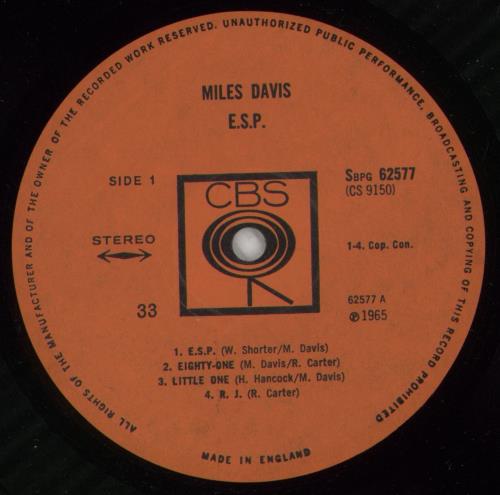 ALL RIGHTS OF THE MANUFACTURER AND OF THE OWNER OF THE RECORDED WORK RESERVED. UNAUTHORIZED PUBLIC PERFORMANCE, BROADCASTING AND COPYING OF THIS RECORD PROHIBITED
MILES DAVIS
E.S.P.
SIDE 1
SBPG 62577
(CS 9150)
CBS
STEREO
1-4. Cop. Con.
33
62577 A
℗ 1965
1. E.S.P. (W. Shorter/M. Davis)
2. EIGHTY-ONE (M. Davis/R. Carter)
3. LITTLE ONE (H. Hancock/M. Davis)
4. R. J. (R. Carter)
MADE IN ENGLAND